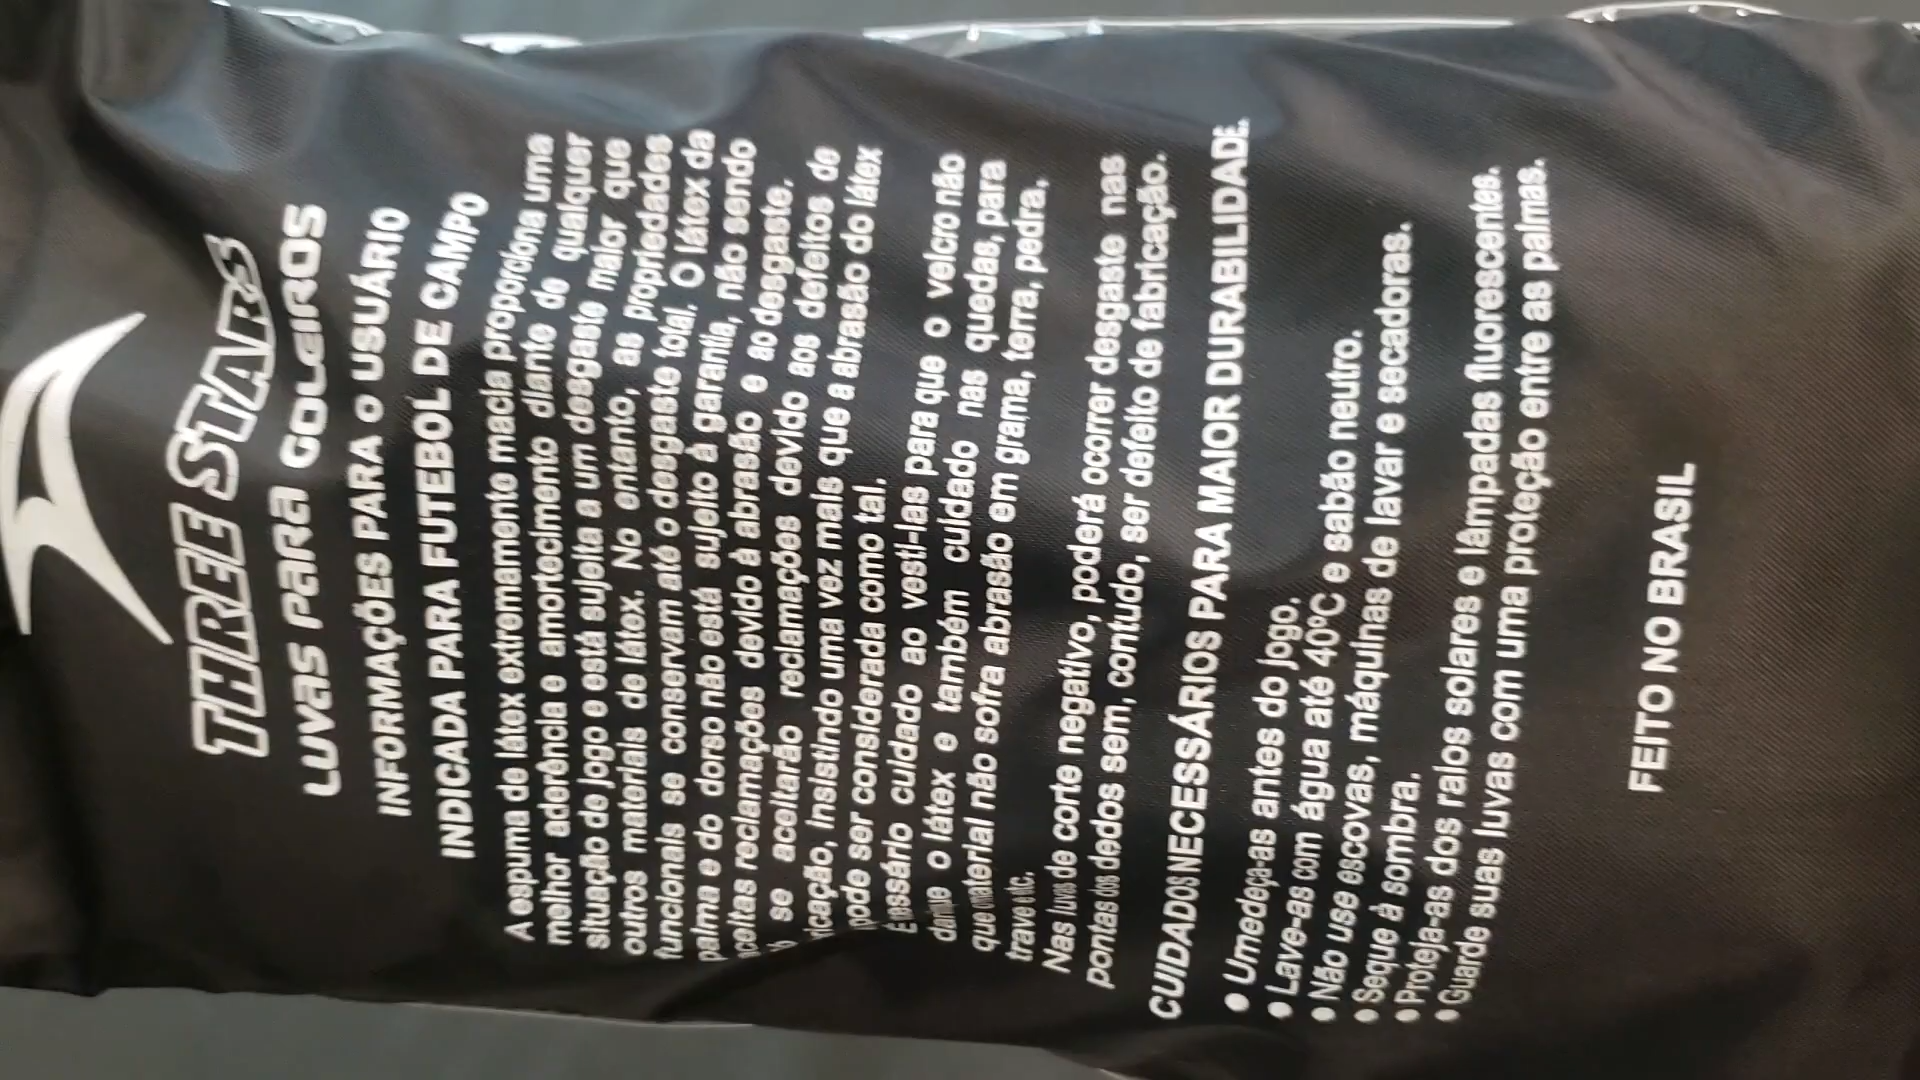 THREE STARS
LUVAS PARA GOLEIROS
INFORMAÇÕES PARA O USUÁRIO
INDICADA PARA FUTEBOL DE CAMPO
A espuma de látex extremamente macia proporciona uma
melhor aderência e amortecimento diante de qualquer
situação de jogo e está sujeita a um desgaste maior que
outros materiais de látex. No entanto, as propriedades
funcionais se conservam até o desgaste total. O látex da
palma e do dorso não está sujeito à garantia, não sendo
aceitas reclamações devido à abrasão e ao desgaste.
se aceitarão reclamações devido aos defeitos de
insistindo uma vez mais que a abrasão do látex
pode ser considerada como tal.
cuidado ao vesti-las para que o velcro não
o látex e também cuidado nas quedas, para
que material não sofra abrasão em grama, terra, pedra,
trave etc.
Nas luvas de corte negativo, poderá ocorrer desgaste nas
pontas dos dedos sem, contudo, ser defeito de fabricação.
CUIDADOS NECESSÁRIOS PARA MAIOR DURABILIDADE.
● Umedeça-as antes do jogo.
● Lave-as com água até 40ºC e sabão neutro.
● Não use escovas, máquinas de lavar e secadoras.
● Seque à sombra.
● Proteja-as dos raios solares e lâmpadas fluorescentes.
● Guarde suas luvas com uma proteção entre as palmas.
FEITO NO BRASIL